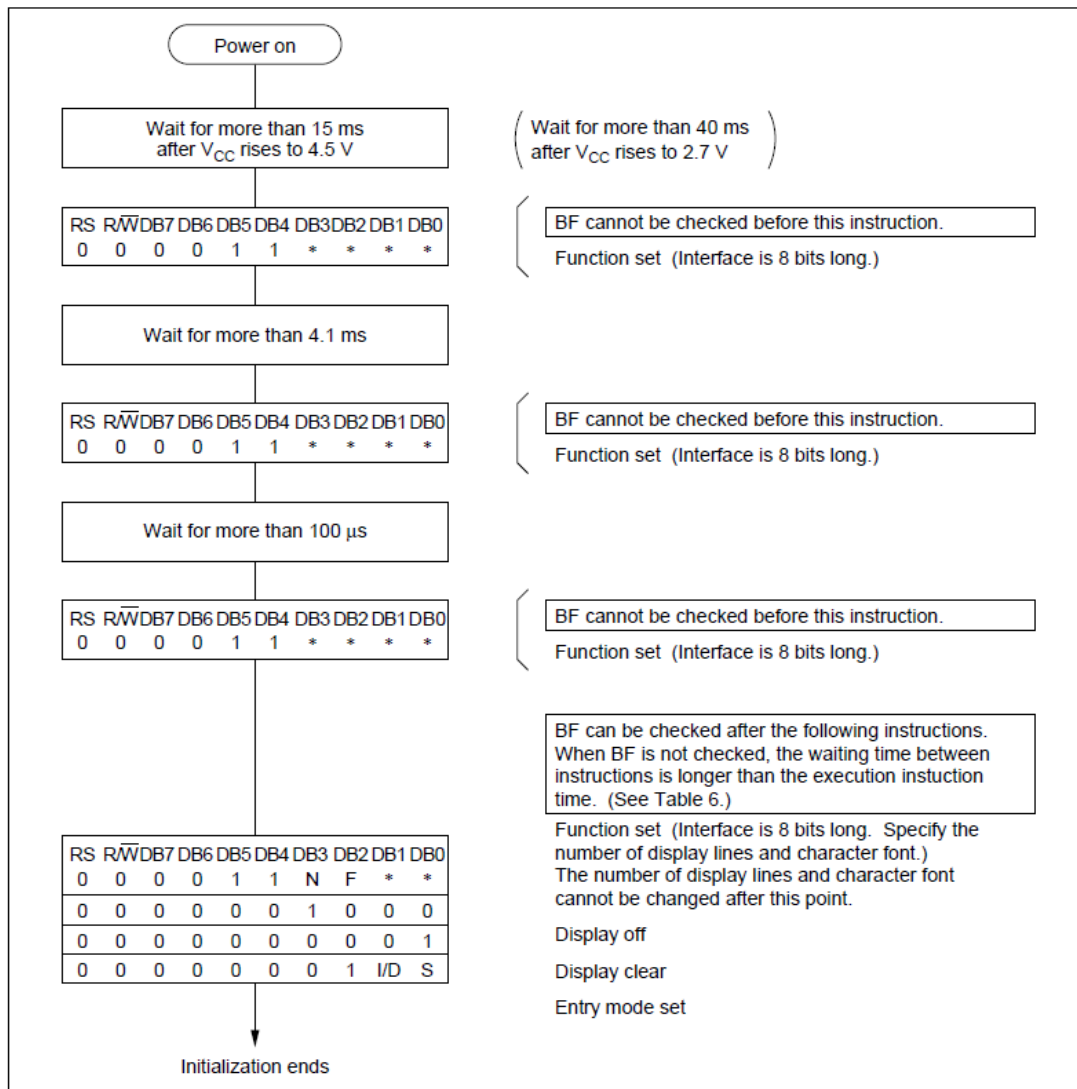 Power on
Wait for more than 15 ms
after VCC rises to 4.5 V
Wait for more than 40 ms
after VCC rises to 2.7 V
RS R/W̅ DB7 DB6 DB5 DB4 DB3 DB2 DB1 DB0
0 0 0 0 1 1 * * * *
BF cannot be checked before this instruction.
Function set (Interface is 8 bits long.)
Wait for more than 4.1 ms
RS R/W̅ DB7 DB6 DB5 DB4 DB3 DB2 DB1 DB0
0 0 0 0 1 1 * * * *
BF cannot be checked before this instruction.
Function set (Interface is 8 bits long.)
Wait for more than 100 µs
RS R/W̅ DB7 DB6 DB5 DB4 DB3 DB2 DB1 DB0
0 0 0 0 1 1 * * * *
BF cannot be checked before this instruction.
Function set (Interface is 8 bits long.)
BF can be checked after the following instructions.
When BF is not checked, the waiting time between
instructions is longer than the execution instuction
time. (See Table 6.)
RS R/W̅ DB7 DB6 DB5 DB4 DB3 DB2 DB1 DB0
0 0 0 0 1 1 N F * *
0 0 0 0 0 0 1 0 0 0
0 0 0 0 0 0 0 0 0 1
0 0 0 0 0 0 0 1 I/D S
Function set (Interface is 8 bits long. Specify the
number of display lines and character font.)
The number of display lines and character font
cannot be changed after this point.
Display off
Display clear
Entry mode set
Initialization ends